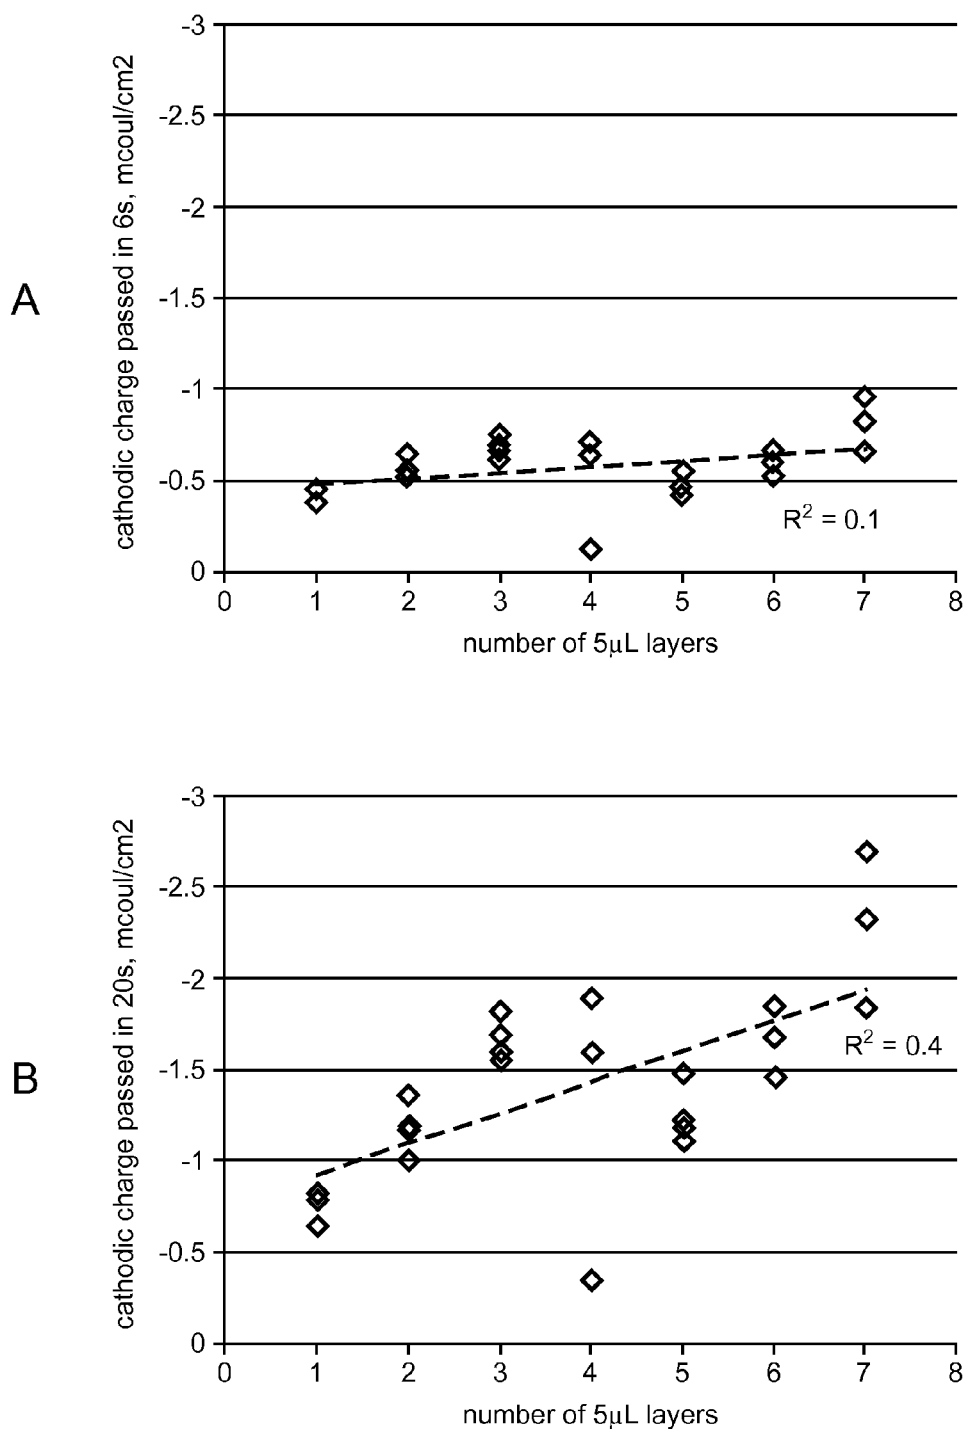 A
cathodic charge passed in 6s, mcoul/cm2
-3
-2.5
-2
-1.5
-1
-0.5
0
R² = 0.1
0 1 2 3 4 5 6 7 8
number of 5μL layers
B
cathodic charge passed in 20s, mcoul/cm2
-3
-2.5
-2
-1.5
-1
-0.5
0
R² = 0.4
0 1 2 3 4 5 6 7 8
number of 5μL layers